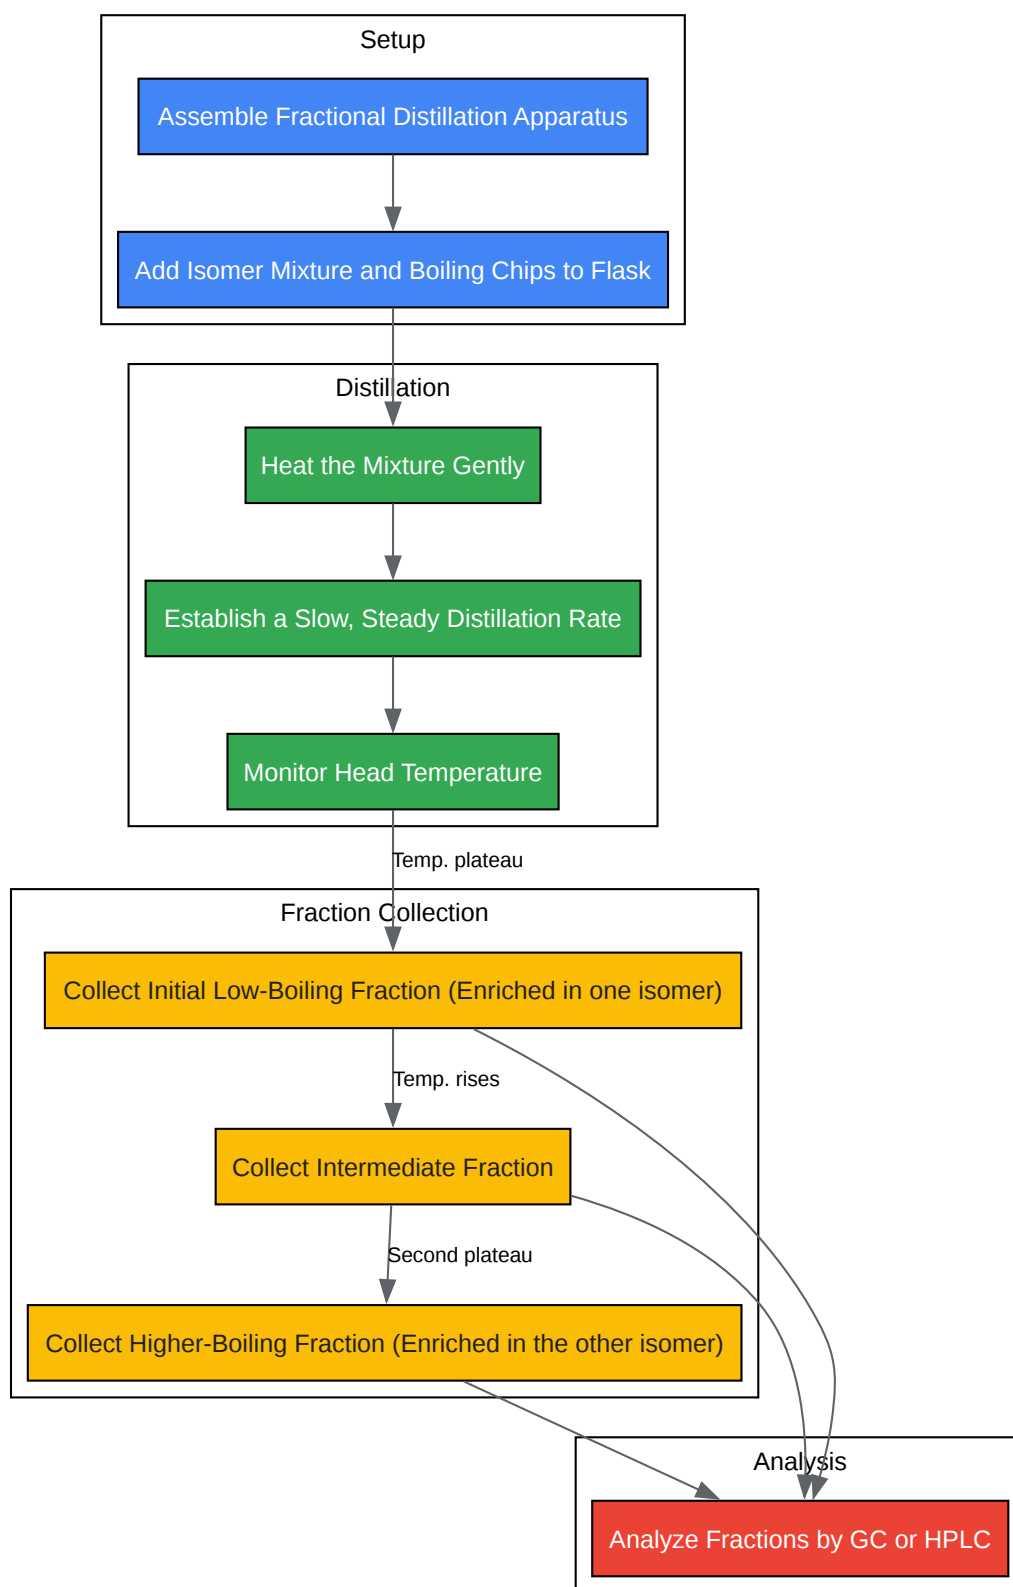 Setup
Assemble Fractional Distillation Apparatus
Add Isomer Mixture and Boiling Chips to Flask
Distillation
Heat the Mixture Gently
Establish a Slow, Steady Distillation Rate
Monitor Head Temperature
Temp. plateau
Fraction Collection
Collect Initial Low-Boiling Fraction (Enriched in one isomer)
Temp. rises
Collect Intermediate Fraction
Second plateau
Collect Higher-Boiling Fraction (Enriched in the other isomer)
Analysis
Analyze Fractions by GC or HPLC